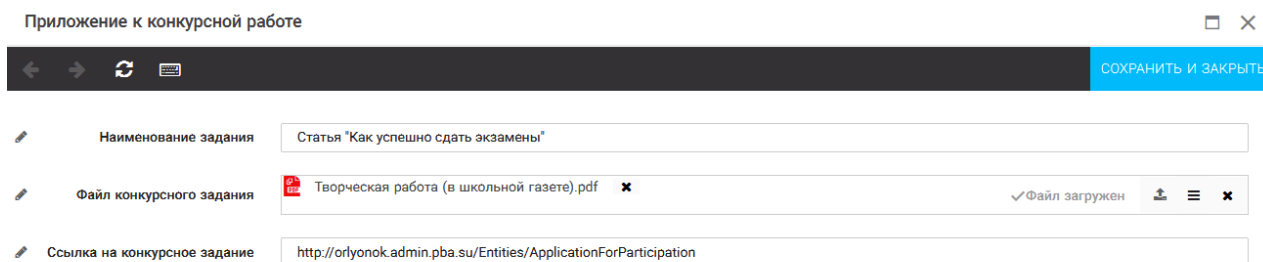 Приложение к конкурсной работе
СОХРАНИТЬ И ЗАКРЫТЬ
Наименование задания Статья "Как успешно сдать экзамены"
Файл конкурсного задания Творческая работа (в школьной газете).pdf Файл загружен
Ссылка на конкурсное задание http://orlyonok.admin.pba.su/Entities/ApplicationForParticipation